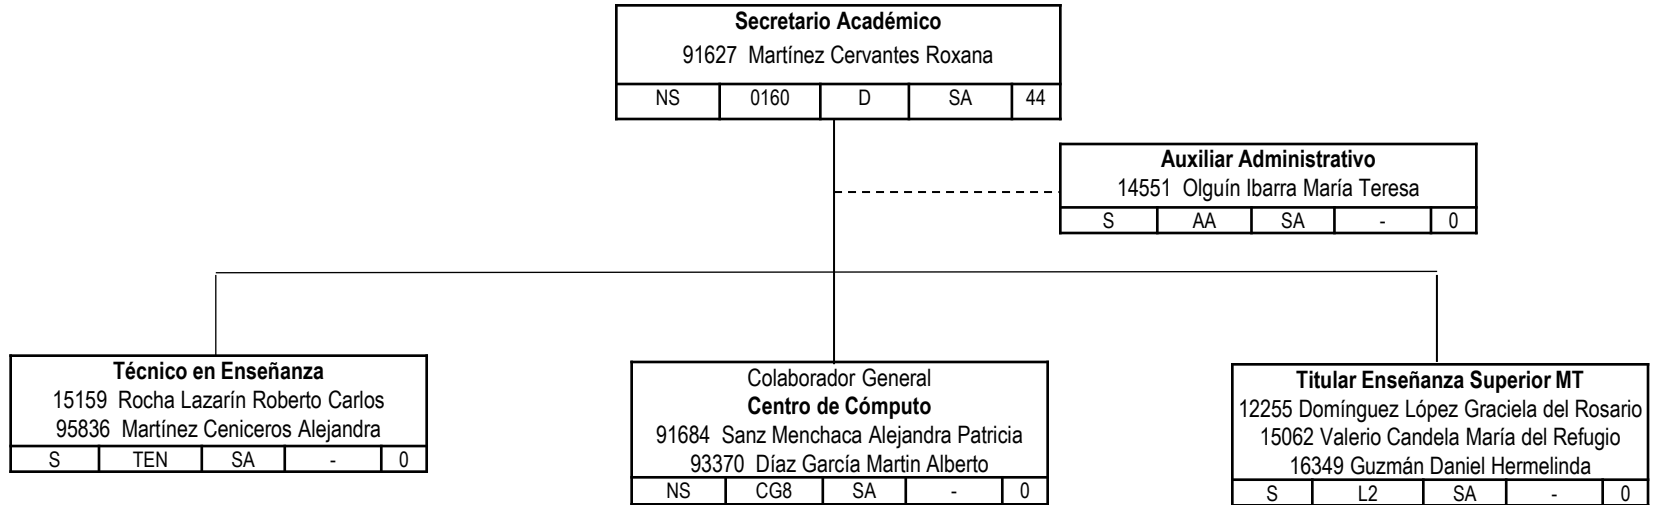 Secretario Académico
91627 Martínez Cervantes Roxana
NS 0160 D SA 44
Auxiliar Administrativo
14551 Olguín Ibarra María Teresa
S AA SA - 0
Técnico en Enseñanza
15159 Rocha Lazarín Roberto Carlos
95836 Martínez Ceniceros Alejandra
S TEN SA - 0
Colaborador General
Centro de Cómputo
91684 Sanz Menchaca Alejandra Patricia
93370 Díaz García Martin Alberto
NS CG8 SA - 0
Titular Enseñanza Superior MT
12255 Domínguez López Graciela del Rosario
15062 Valerio Candela María del Refugio
16349 Guzmán Daniel Hermelinda
S L2 SA - 0